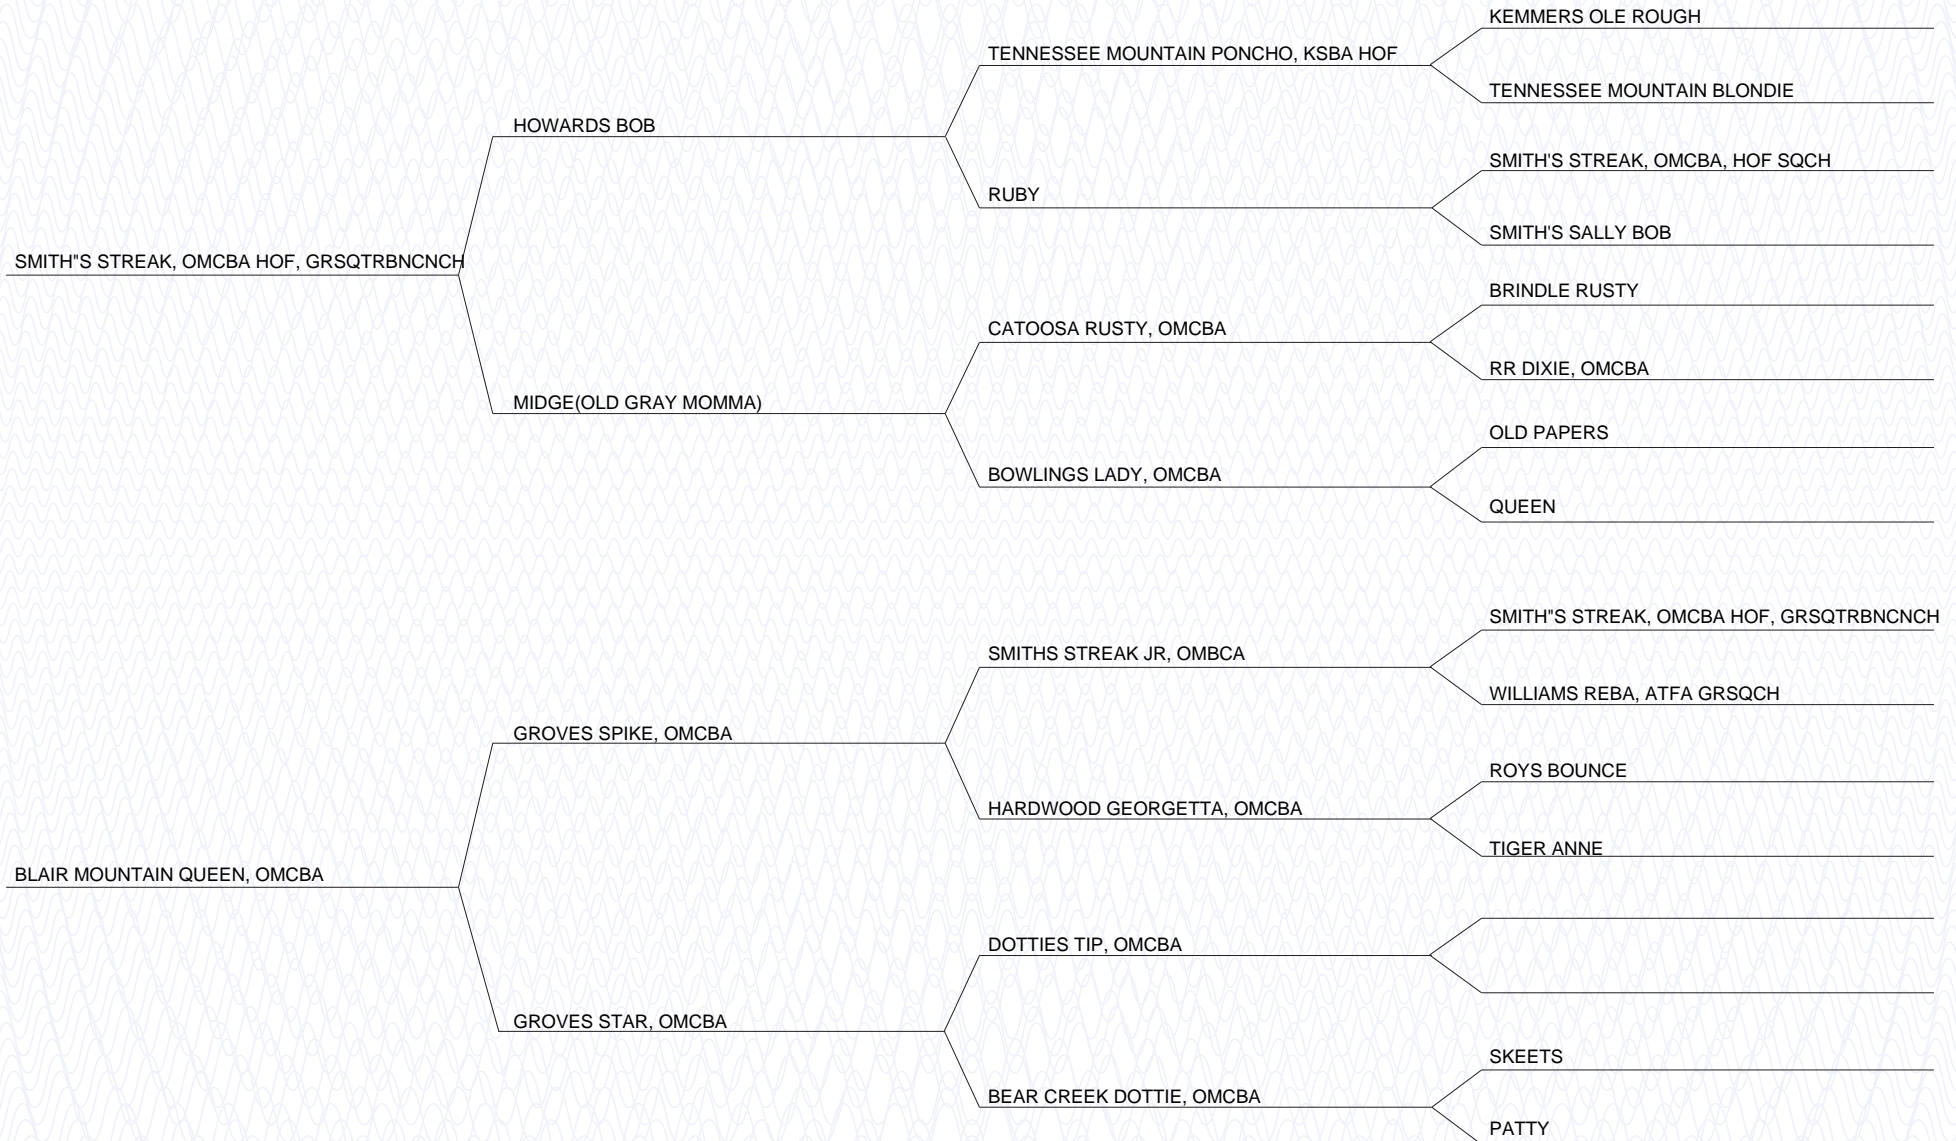 KEMMERS OLE ROUGH
TENNESSEE MOUNTAIN PONCHO, KSBA HOF
TENNESSEE MOUNTAIN BLONDIE
HOWARDS BOB
SMITH'S STREAK, OMCBA, HOF SQCH
RUBY
SMITH'S SALLY BOB
SMITH"S STREAK, OMCBA HOF, GRSQTRBNCNCH
BRINDLE RUSTY
CATOOSA RUSTY, OMCBA
RR DIXIE, OMCBA
MIDGE(OLD GRAY MOMMA)
OLD PAPERS
BOWLINGS LADY, OMCBA
QUEEN
SMITH"S STREAK, OMCBA HOF, GRSQTRBNCNCH
SMITHS STREAK JR, OMBCA
WILLIAMS REBA, ATFA GRSQCH
GROVES SPIKE, OMCBA
ROYS BOUNCE
HARDWOOD GEORGETTA, OMCBA
TIGER ANNE
BLAIR MOUNTAIN QUEEN, OMCBA
DOTTIES TIP, OMCBA
GROVES STAR, OMCBA
SKEETS
BEAR CREEK DOTTIE, OMCBA
PATTY